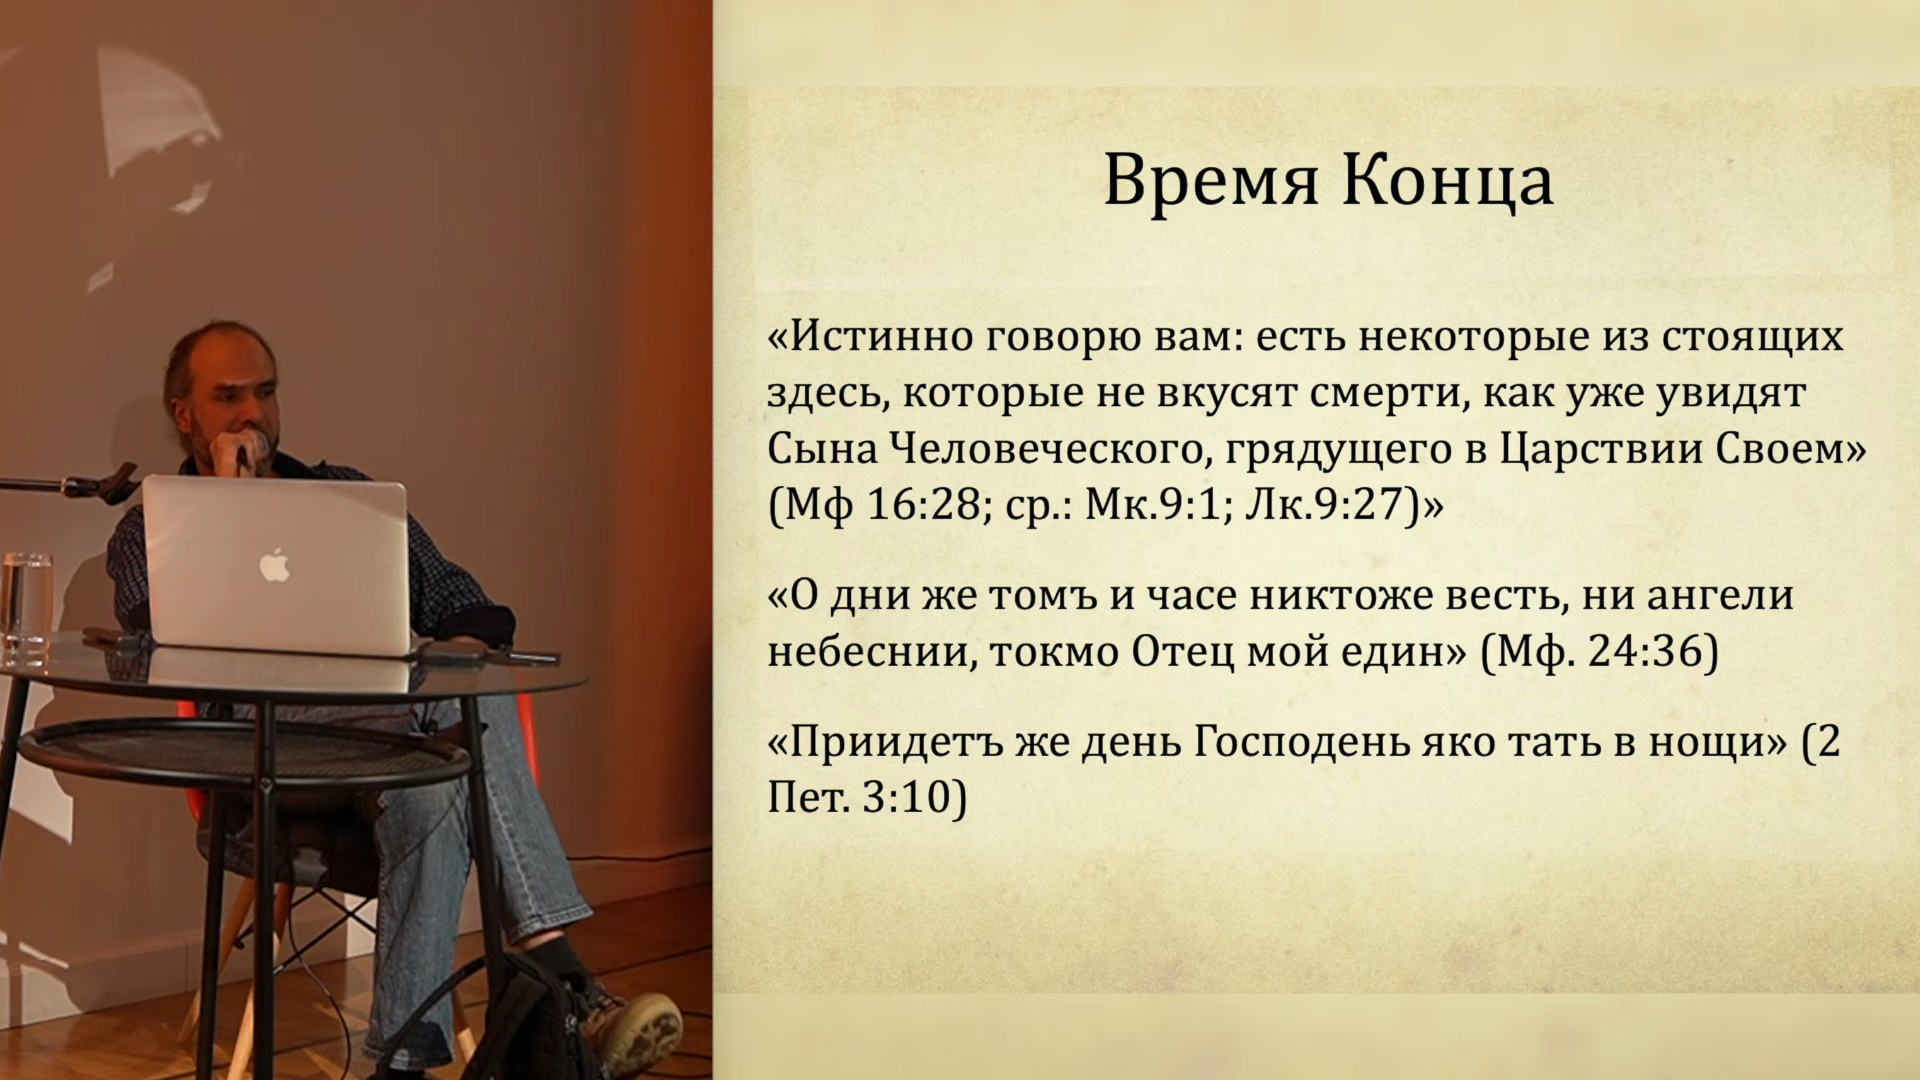 Время Конца
«Истинно говорю вам: есть некоторые из стоящих
здесь, которые не вкусят смерти, как уже увидят
Сына Человеческого, грядущего в Царствии Своем»
(Мф 16:28; ср.: Мк.9:1; Лк.9:27)»
«О дни же томъ и часе никтоже весть, ни ангели
небеснии, токмо Отец мой един» (Мф. 24:36)
«Приидетъ же день Господень яко тать в нощи» (2
Пет. 3:10)